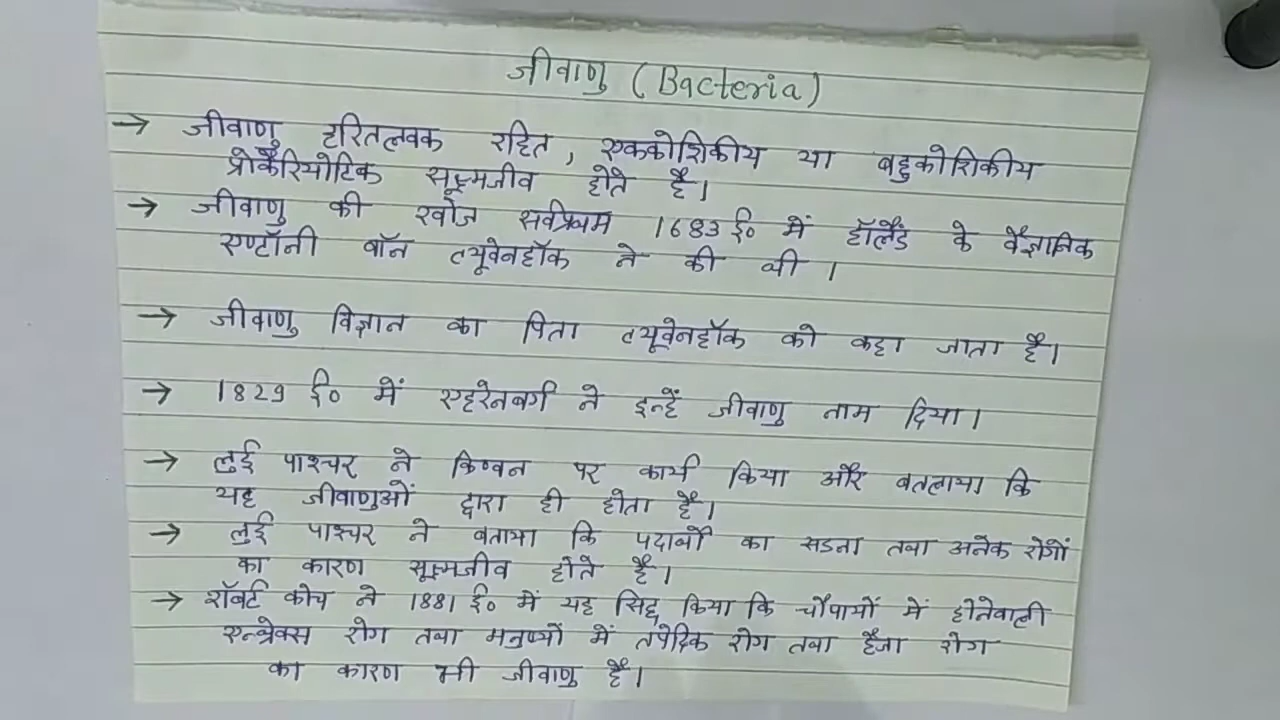 जीवाणु (Bacteria)
→ जीवाणु हरितलवक रहित, एककोशिकीय या बहुकोशिकीय
प्रोकैरियोटिक सूक्ष्मजीव होते है।
→ जीवाणु की खोज सर्वप्रथम 1683 ई० में हॉलैंड के वैज्ञानिक
एण्टॉनी वॉन ल्यूवेनहॉक ने की थी ।
→ जीवाणु विज्ञान का पिता ल्यूवेनहॉक को कहा जाता है।
→ 1829 ई० में एहरेनबर्ग ने इन्हें जीवाणु नाम दिया।
→ लुई पाश्चर ने किण्वन पर कार्य किया और बतलाया कि
यह जीवाणुओं द्वारा ही होता है।
→ लुई पाश्चर ने बताया कि पदार्थो का सडना तथा अनेक रोगों
का कारण सूक्ष्मजीव होते है।
→ रॉबर्ट कोच ने 1881 ई० में यह सिद्द किया कि चौपायों में होनेवाली
एन्थ्रेक्स रोग तथा मनुष्यों में तपेदिक रोग तथा हैजा रोग
का कारण भी जीवाणु है।